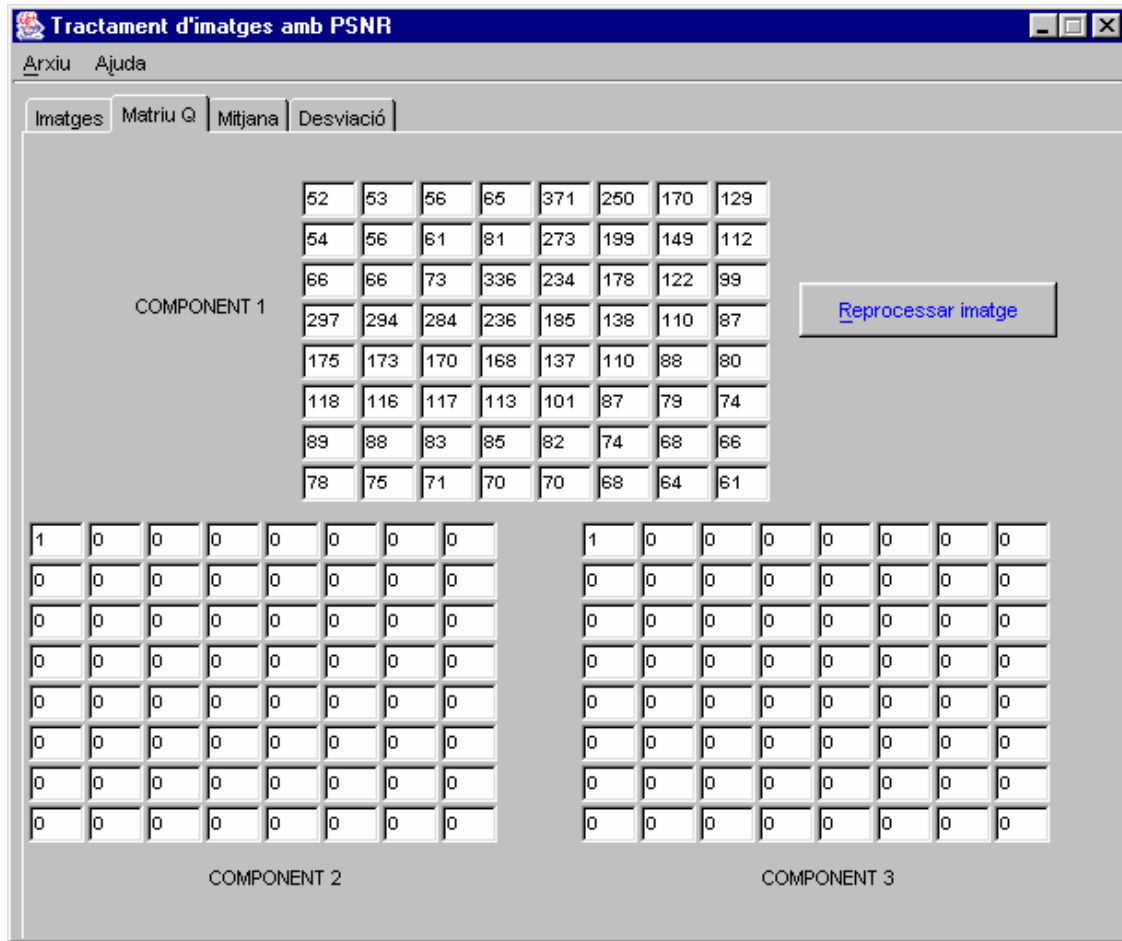 Tractament d'imatges amb PSNR
Arxiu Ajuda
Imatges Matriu Q Mitjana Desviació
52 53 56 65 371 250 170 129
54 56 61 81 273 199 149 112
66 66 73 336 234 178 122 99
COMPONENT 1
Reprocessar imatge
297 294 284 236 185 138 110 87
175 173 170 168 137 110 88 80
118 116 117 113 101 87 79 74
89 88 83 85 82 74 68 66
78 75 71 70 70 68 64 61
1 0 0 0 0 0 0 0 1 0 0 0 0 0 0 0
0 0 0 0 0 0 0 0 0 0 0 0 0 0 0 0
0 0 0 0 0 0 0 0 0 0 0 0 0 0 0 0
0 0 0 0 0 0 0 0 0 0 0 0 0 0 0 0
0 0 0 0 0 0 0 0 0 0 0 0 0 0 0 0
0 0 0 0 0 0 0 0 0 0 0 0 0 0 0 0
0 0 0 0 0 0 0 0 0 0 0 0 0 0 0 0
0 0 0 0 0 0 0 0 0 0 0 0 0 0 0 0
COMPONENT 2 COMPONENT 3